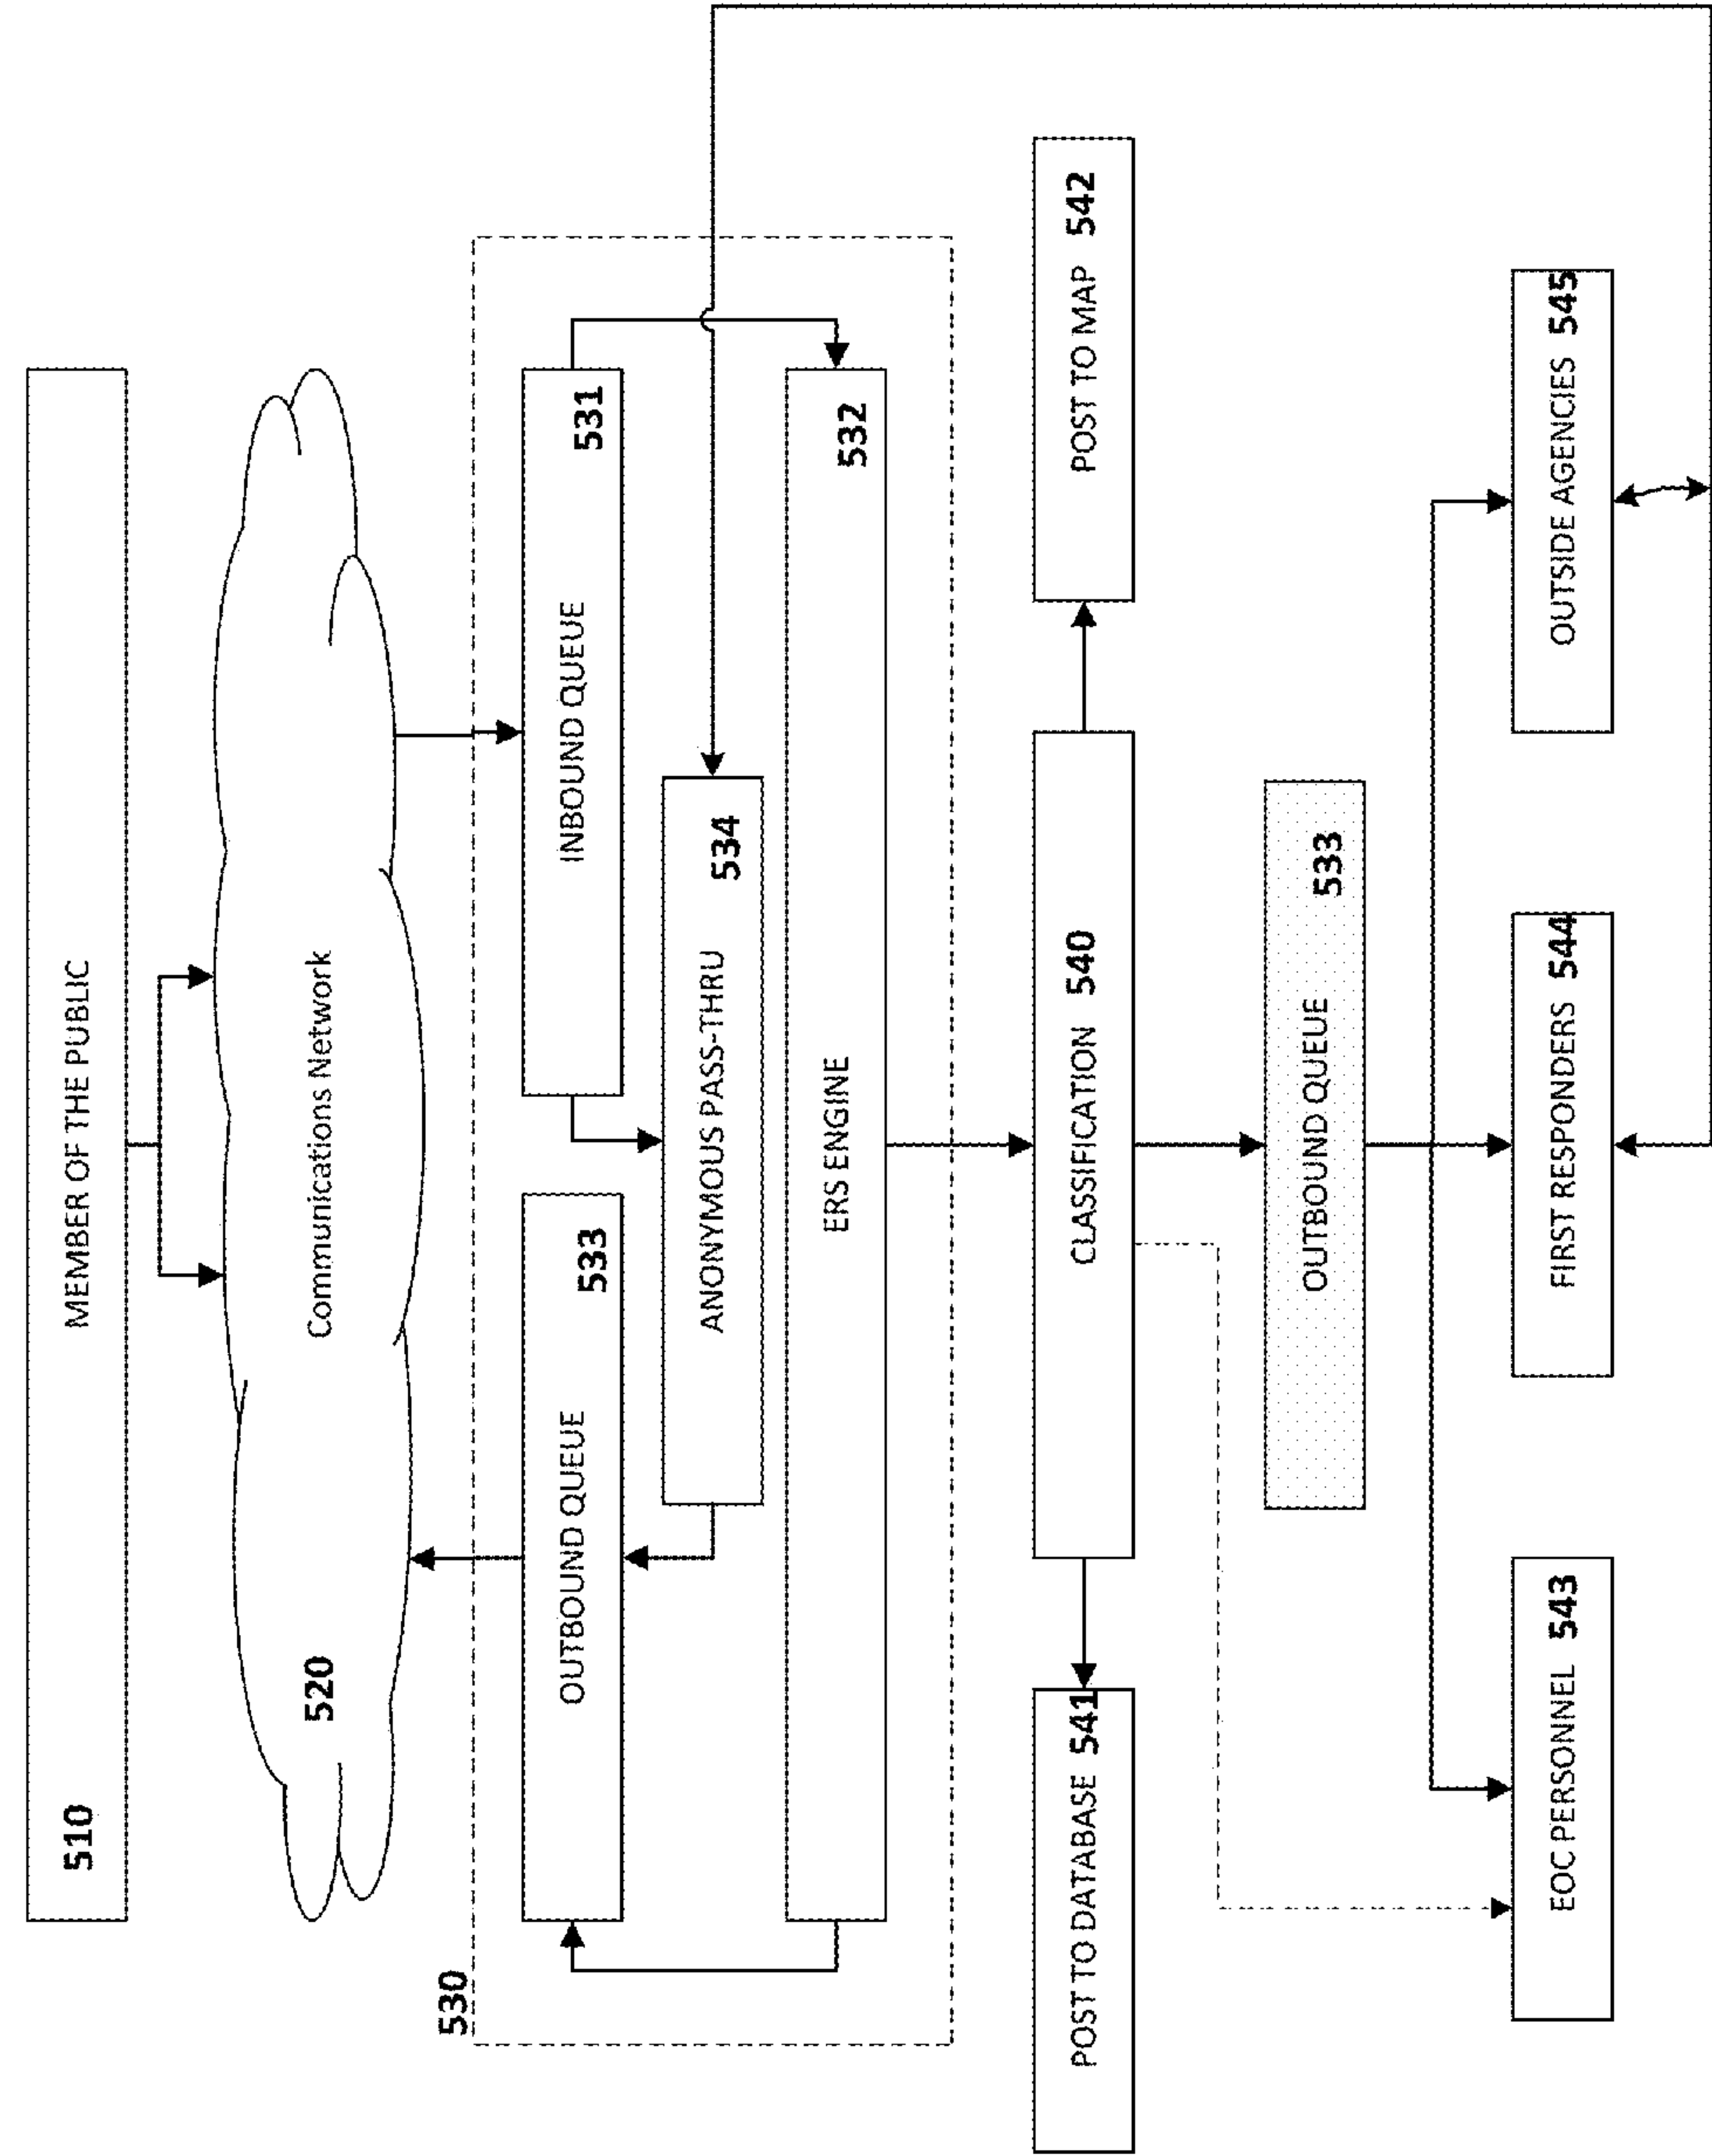 510 MEMBER OF THE PUBLIC
520 Communications Network
530
OUTBOUND QUEUE 533
INBOUND QUEUE 531
ANONYMOUS PASS-THRU 534
ERS ENGINE 532
POST TO DATABASE 541
CLASSIFICATION 540
POST TO MAP 542
OUTBOUND QUEUE 533
EOC PERSONNEL 543
FIRST RESPONDERS 544
OUTSIDE AGENCIES 545